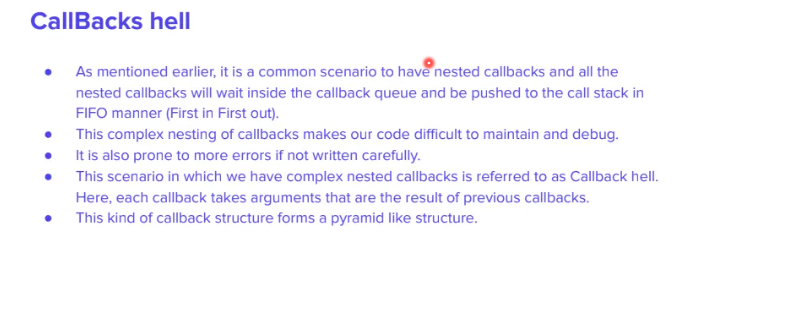 CallBacks hell
● As mentioned earlier, it is a common scenario to have nested callbacks and all the
nested callbacks will wait inside the callback queue and be pushed to the call stack in
FIFO manner (First in First out).
● This complex nesting of callbacks makes our code difficult to maintain and debug.
● It is also prone to more errors if not written carefully.
● This scenario in which we have complex nested callbacks is referred to as Callback hell.
Here, each callback takes arguments that are the result of previous callbacks.
● This kind of callback structure forms a pyramid like structure.